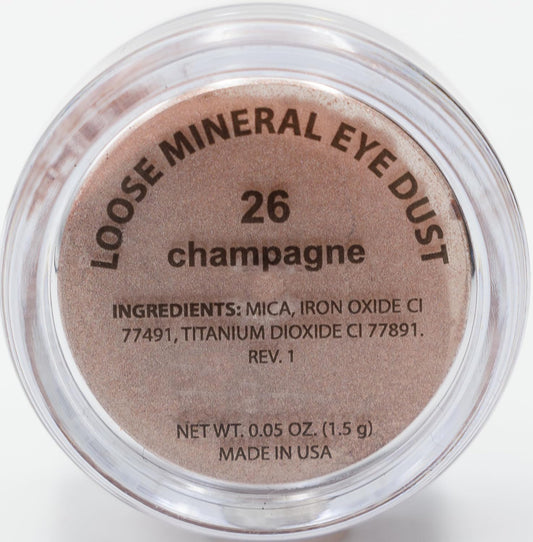 LOOSE MINERAL EYE DUST
26
champagne
INGREDIENTS: MICA, IRON OXIDE CI
77491, TITANIUM DIOXIDE CI 77891.
REV. 1
NET WT. 0.05 OZ. (1.5 g)
MADE IN USA